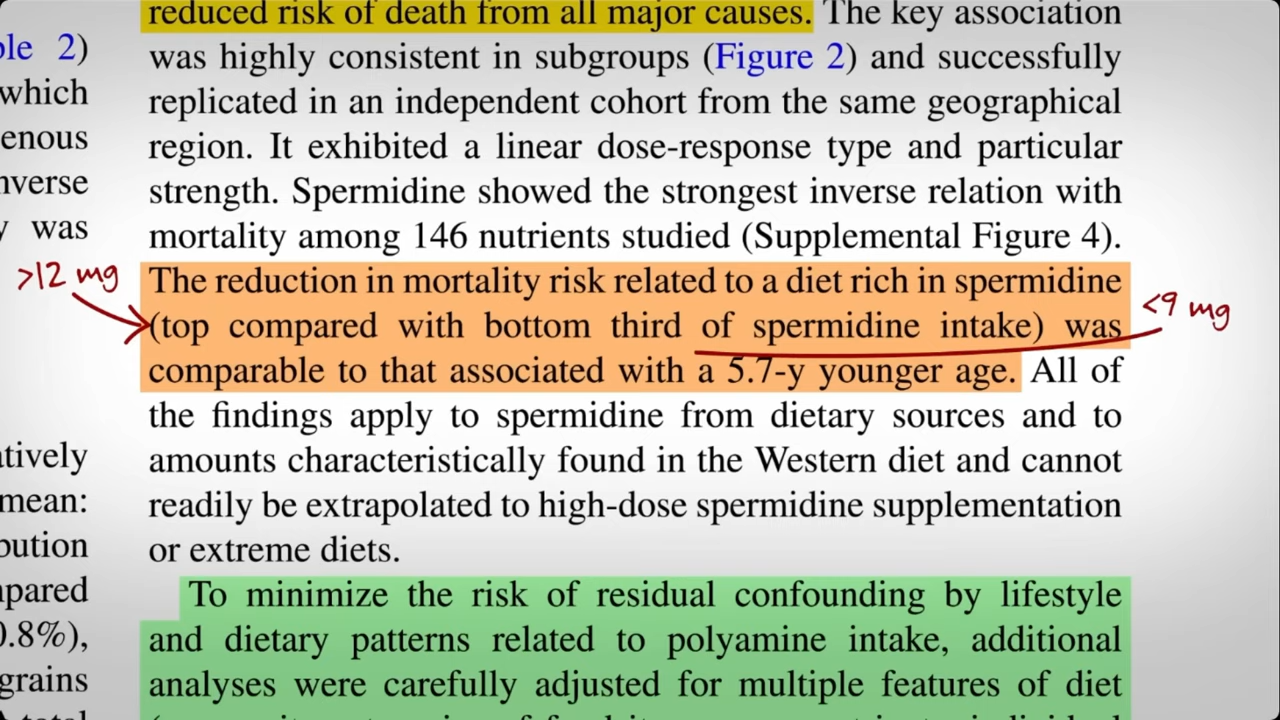 ble 2)
which
enous
nverse
y was
>12 mg
atively
mean:
bution
npared
0.8%),
grains
reduced risk of death from all major causes. The key association
was highly consistent in subgroups (Figure 2) and successfully
replicated in an independent cohort from the same geographical
region. It exhibited a linear dose-response type and particular
strength. Spermidine showed the strongest inverse relation with
mortality among 146 nutrients studied (Supplemental Figure 4).
The reduction in mortality risk related to a diet rich in spermidine
(top compared with bottom third of spermidine intake) was
comparable to that associated with a 5.7-y younger age. All of
the findings apply to spermidine from dietary sources and to
amounts characteristically found in the Western diet and cannot
readily be extrapolated to high-dose spermidine supplementation
or extreme diets.
To minimize the risk of residual confounding by lifestyle
and dietary patterns related to polyamine intake, additional
analyses were carefully adjusted for multiple features of diet
<9 mg